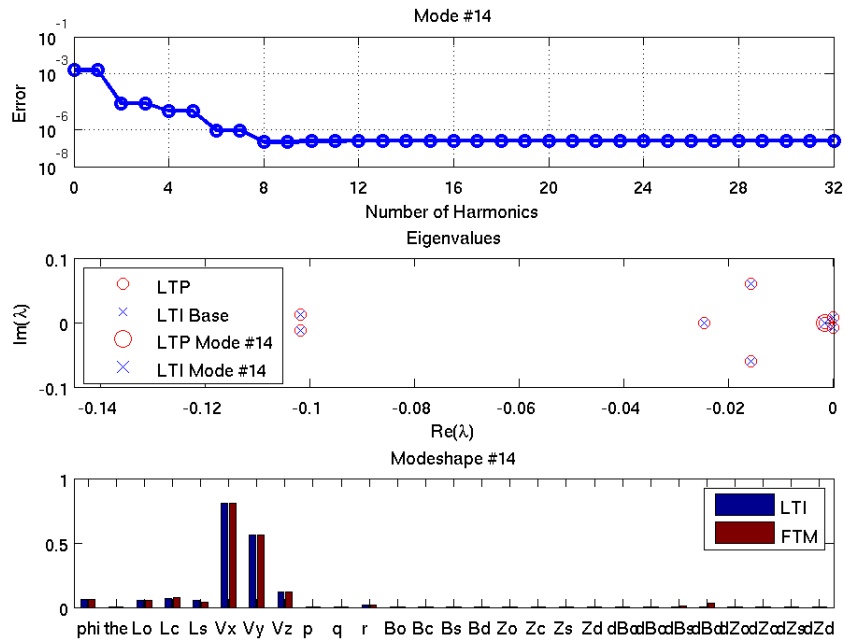 Mode #14
10^-1
10^-3
10^-6
10^-8
Error
0 4 8 12 16 20 24 28 32
Number of Harmonics
Eigenvalues
0.1
0
-0.1
Im(λ)
LTP
LTI Base
LTP Mode #14
LTI Mode #14
-0.14 -0.12 -0.1 -0.08 -0.06 -0.04 -0.02 0
Re(λ)
Modeshape #14
1
0.5
0
LTI
FTM
phi the Lo Lc Ls Vx Vy Vz p q r Bo Bc Bs Bd Zo Zc Zs Zd dBo dBc dBs dBd dZo dZc dZs dZd